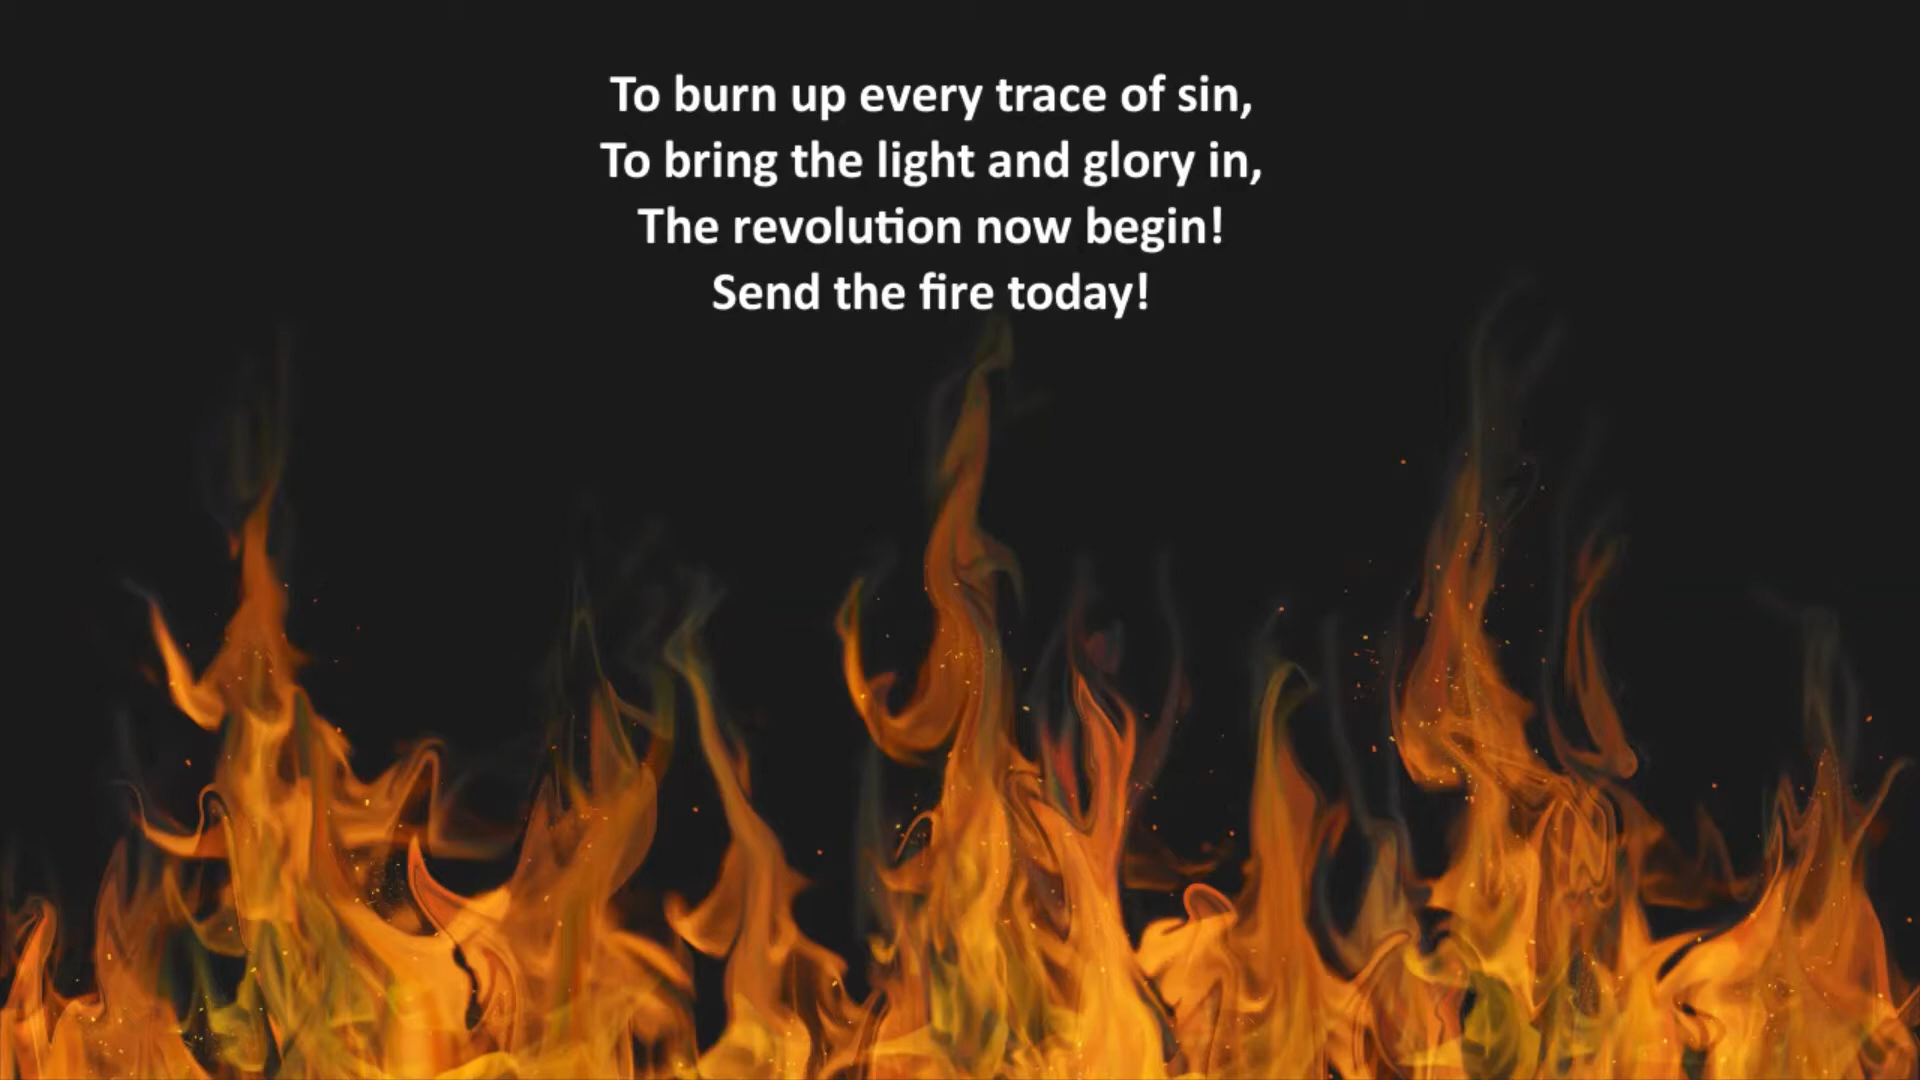 To burn up every trace of sin,
To bring the light and glory in,
The revolution now begin!
Send the fire today!